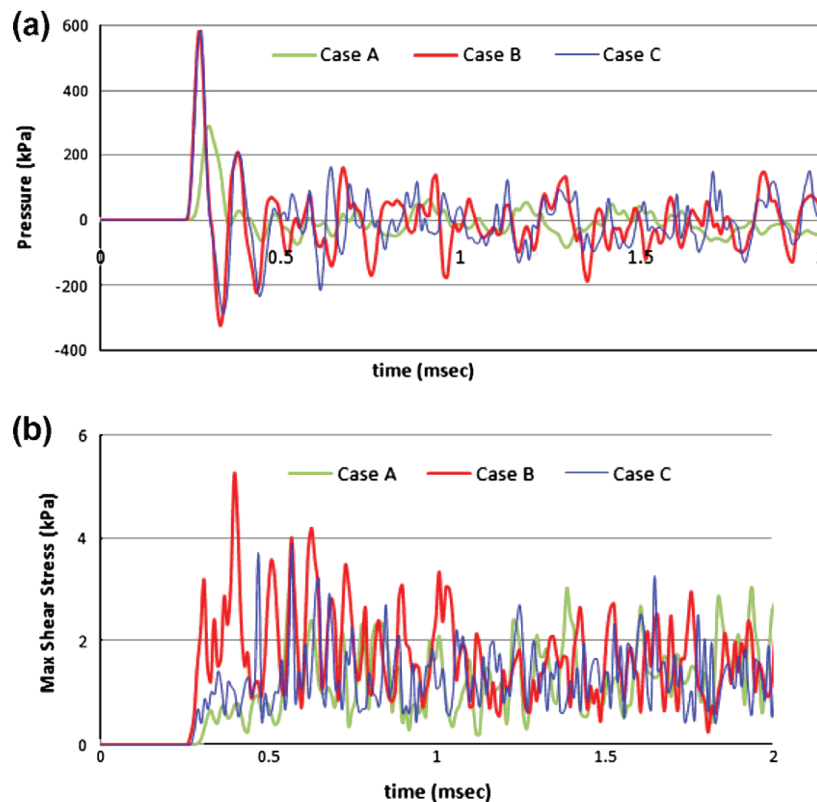 (a)
600
400
200
0
-200
-400
Pressure (kPa)
Case A Case B Case C
0 0.5 1 1.5
time (msec)
(b)
6
4
2
0
Max Shear Stress (kPa)
Case A Case B Case C
0 0.5 1 1.5 2
time (msec)